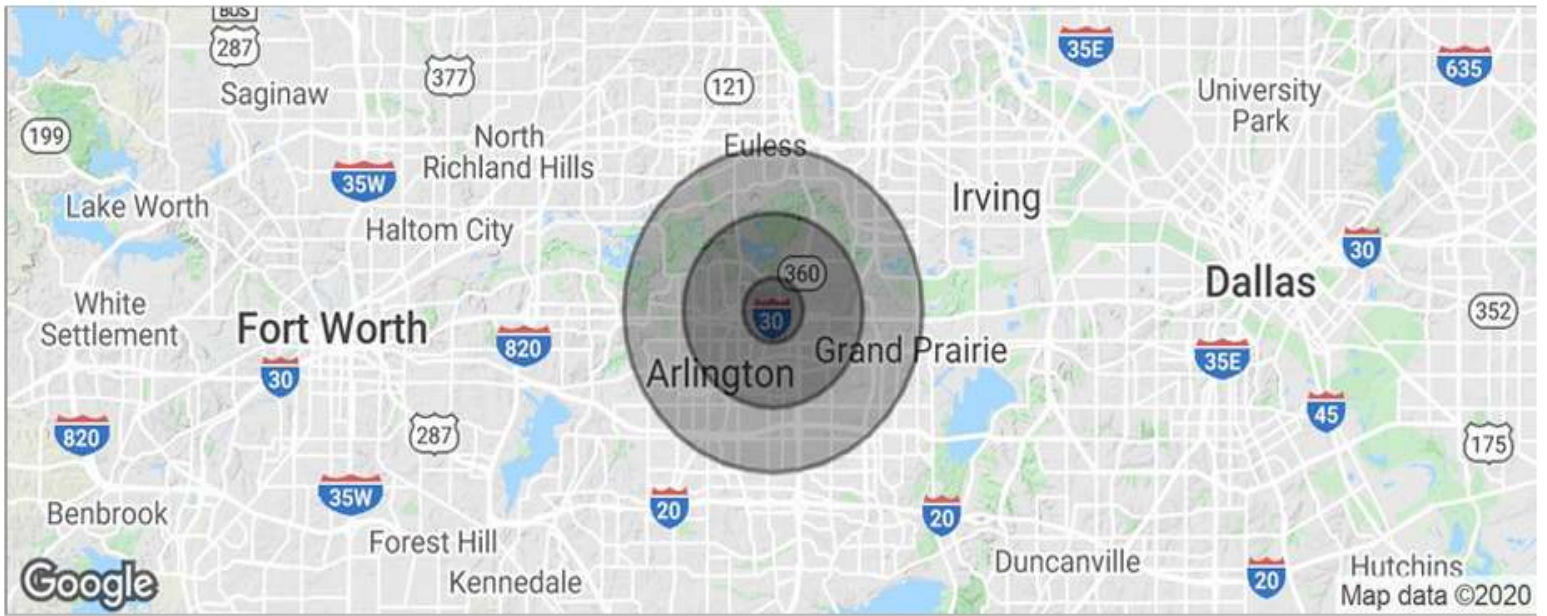 BUS
287
377
121
35E
635
Saginaw
University
Park
199
North
Richland Hills
Euless
35W
Lake Worth
Haltom City
Irving
30
360
Dallas
White
Settlement
Fort Worth
820
30
352
30
Arlington
Grand Prairie
35E
820
287
45
175
35W
20
20
Benbrook
Forest Hill
Kennedale
Duncanville
20
Hutchins
Google
Map data ©2020